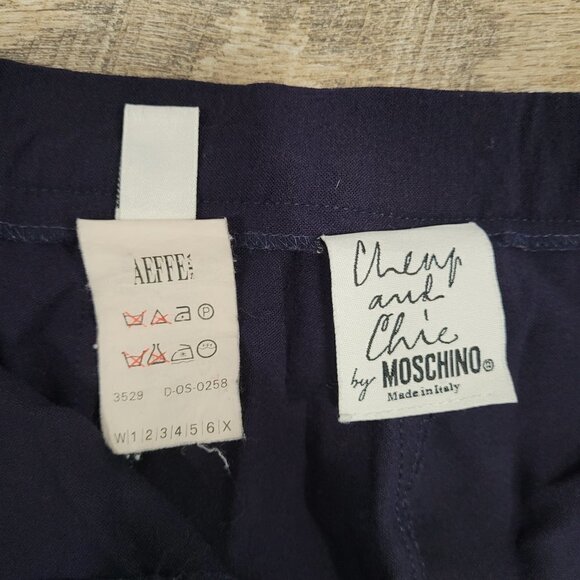 AEFFE
P
3529 D-OS-0258
W|1|2|3|4|5|6|X
Cheap
and
Chic
by MOSCHINO
Made in Italy